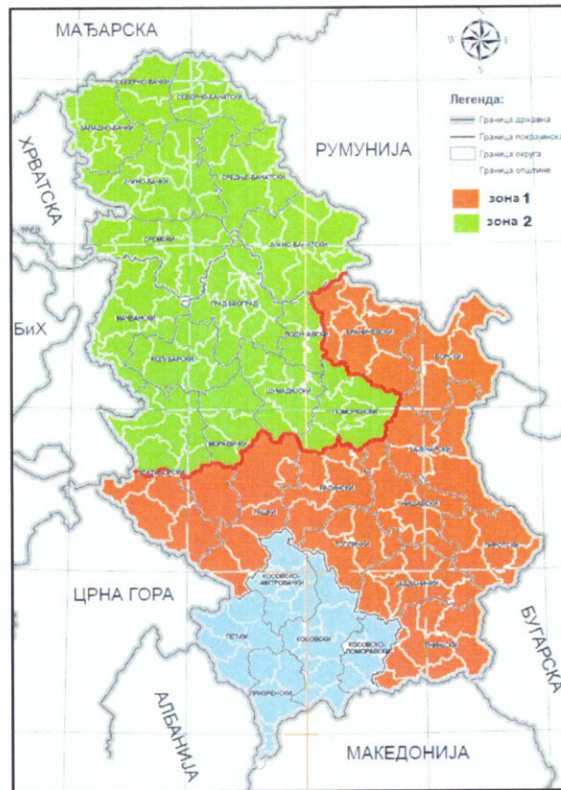 МАЂАРСКА
N
W
S
СЕВЕРНО-БАЧКИ
СЕВЕРНО-БАНАТСКИ
Легенда:
Граница државна
Граница покрајинска
Граница округа
Граница општине
зона 1
зона 2
ЗАПАДНО-БАЧКИ
РУМУНИЈА
ХРВАТСКА
ЈУЖНО-БАЧКИ
СРЕДЊЕ-БАНАТСКИ
СРЕМСКИ
ЈУЖНО-БАНАТСКИ
БиХ
МАЧВАНСКИ
ГРАД БЕОГРАД
ПОДУНАВСКИ
БРАНИЧЕВСКИ
БОРСКИ
КОЛУБАРСКИ
ШУМАДИЈСКИ
ПОМОРАВСКИ
МОРАВИЧКИ
ЗАЈЕЧАРСКИ
ЗЛАТИБОРСКИ
РАСИНСКИ
РАШКИ
НИШАВСКИ
ТОПЛИЧКИ
ПИРОТСКИ
КОСОВСКО-
МИТРОВАЧКИ
ЈАБЛАНИЧКИ
ЦРНА ГОРА
ПЕЋКИ
КОСОВСКИ
КОСОВСКО-
ПОМОРАВСКИ
ПЧИЊСКИ
БУГАРСКА
ПРИЗРЕНСКИ
АЛБАНИЈА
МАКЕДОНИЈА